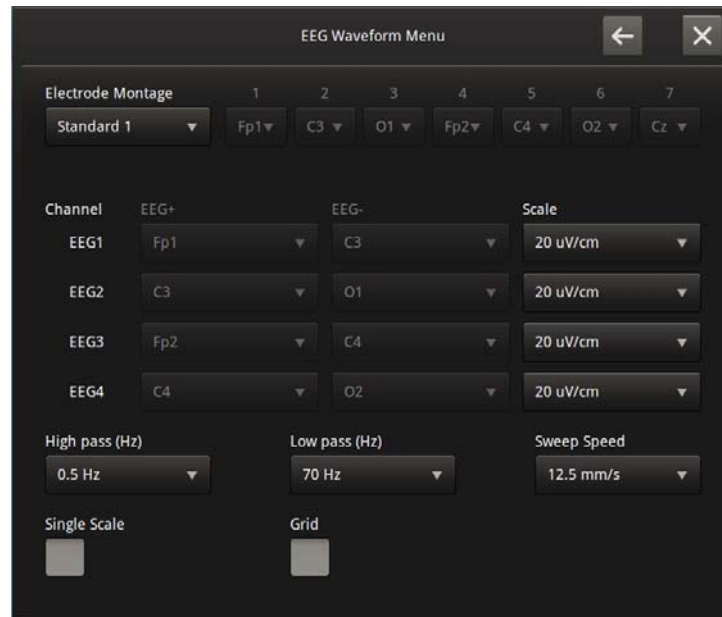 EEG Waveform Menu
Electrode Montage 1 2 3 4 5 6 7
Standard 1 Fp1 C3 O1 Fp2 C4 O2 Cz
Channel EEG+ EEG- Scale
EEG1 Fp1 C3 20 uV/cm
EEG2 C3 O1 20 uV/cm
EEG3 Fp2 C4 20 uV/cm
EEG4 C4 O2 20 uV/cm
High pass (Hz) Low pass (Hz) Sweep Speed
0.5 Hz 70 Hz 12.5 mm/s
Single Scale Grid